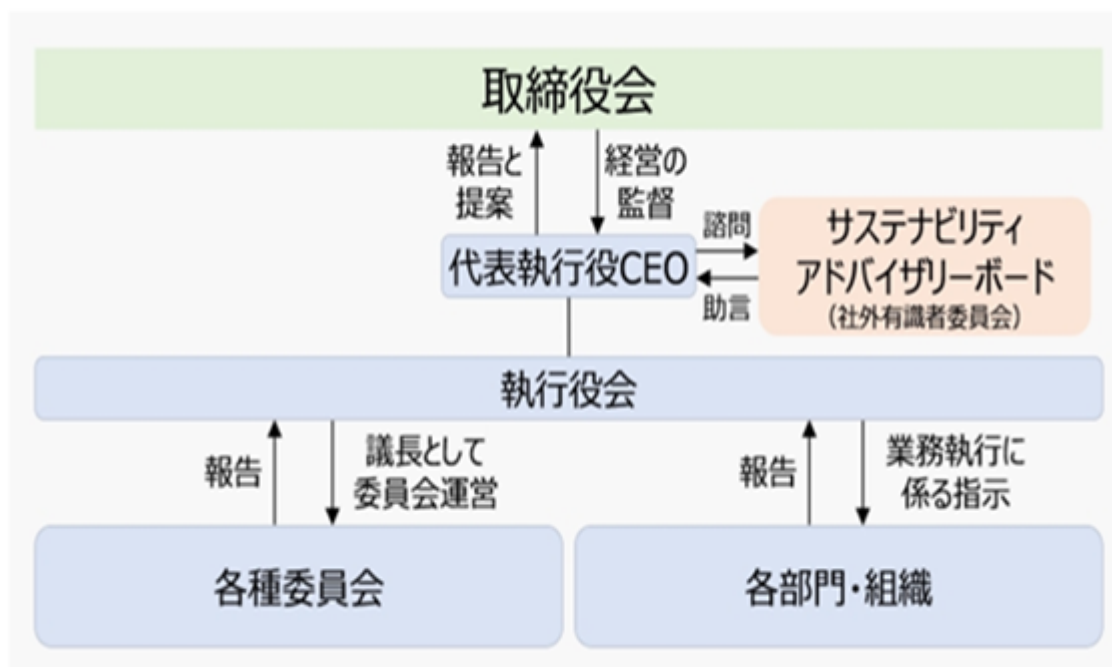 取締役会
報告と
提案
経営の
監督
代表執行役CEO
諮問
助言
サステナビリティ
アドバイザリーボード
(社外有識者委員会)
執行役会
報告
議長として
委員会運営
報告
業務執行に
係る指示
各種委員会
各部門・組織